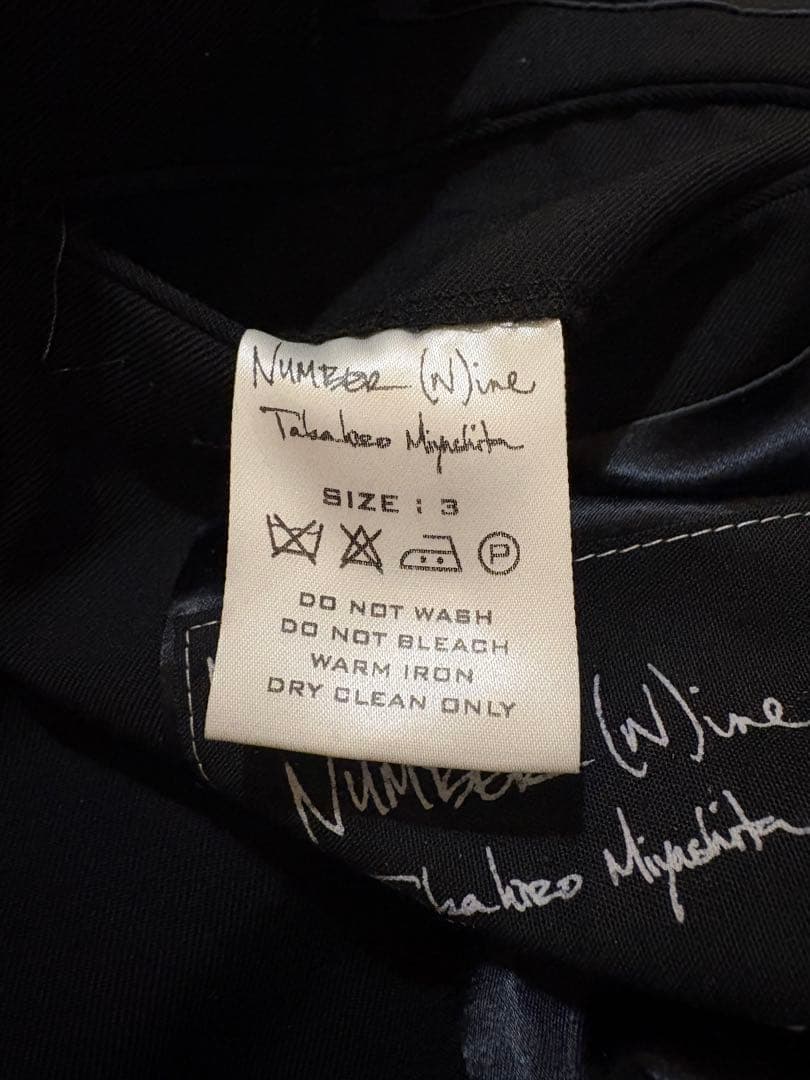 NUMBER (N)ine
Takahiro Miyashita
SIZE : 3
P
DO NOT WASH
DO NOT BLEACH
WARM IRON
DRY CLEAN ONLY
NUMBER (N)ine
Takahiro Miyashita